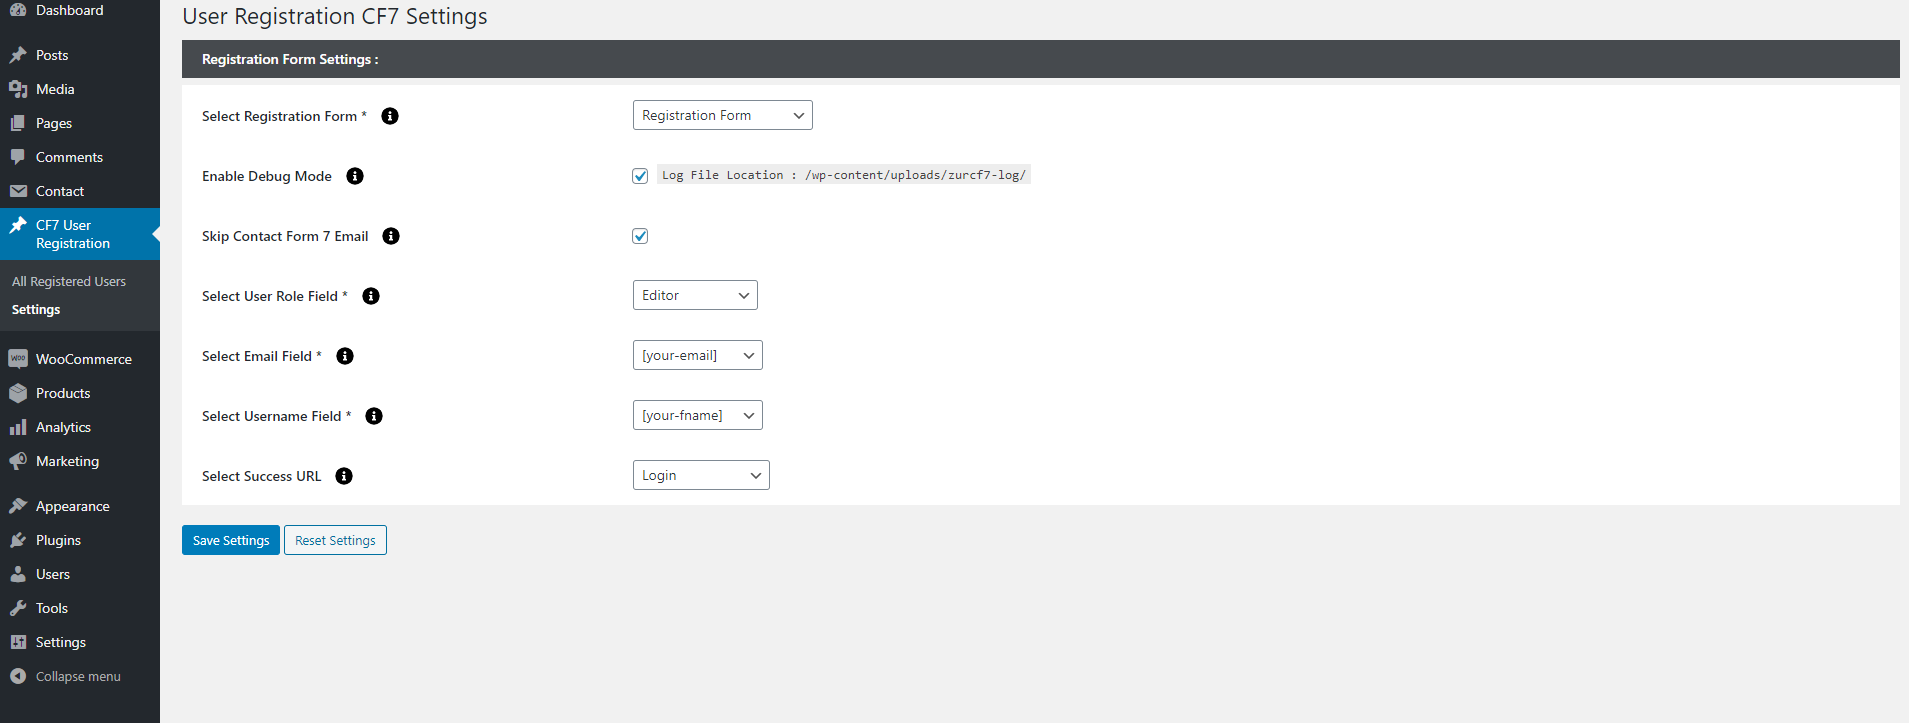 Dashboard
Posts
Media
Pages
Comments
Contact
CF7 User
Registration
All Registered Users
Settings
Woo WooCommerce
Products
Analytics
Marketing
Appearance
Plugins
Users
Tools
Settings
Collapse menu
User Registration CF7 Settings
Registration Form Settings :
Select Registration Form * Registration Form
Enable Debug Mode Log File Location : /wp-content/uploads/zurcf7-log/
Skip Contact Form 7 Email
Select User Role Field * Editor
Select Email Field * [your-email]
Select Username Field * [your-fname]
Select Success URL Login
Save Settings Reset Settings